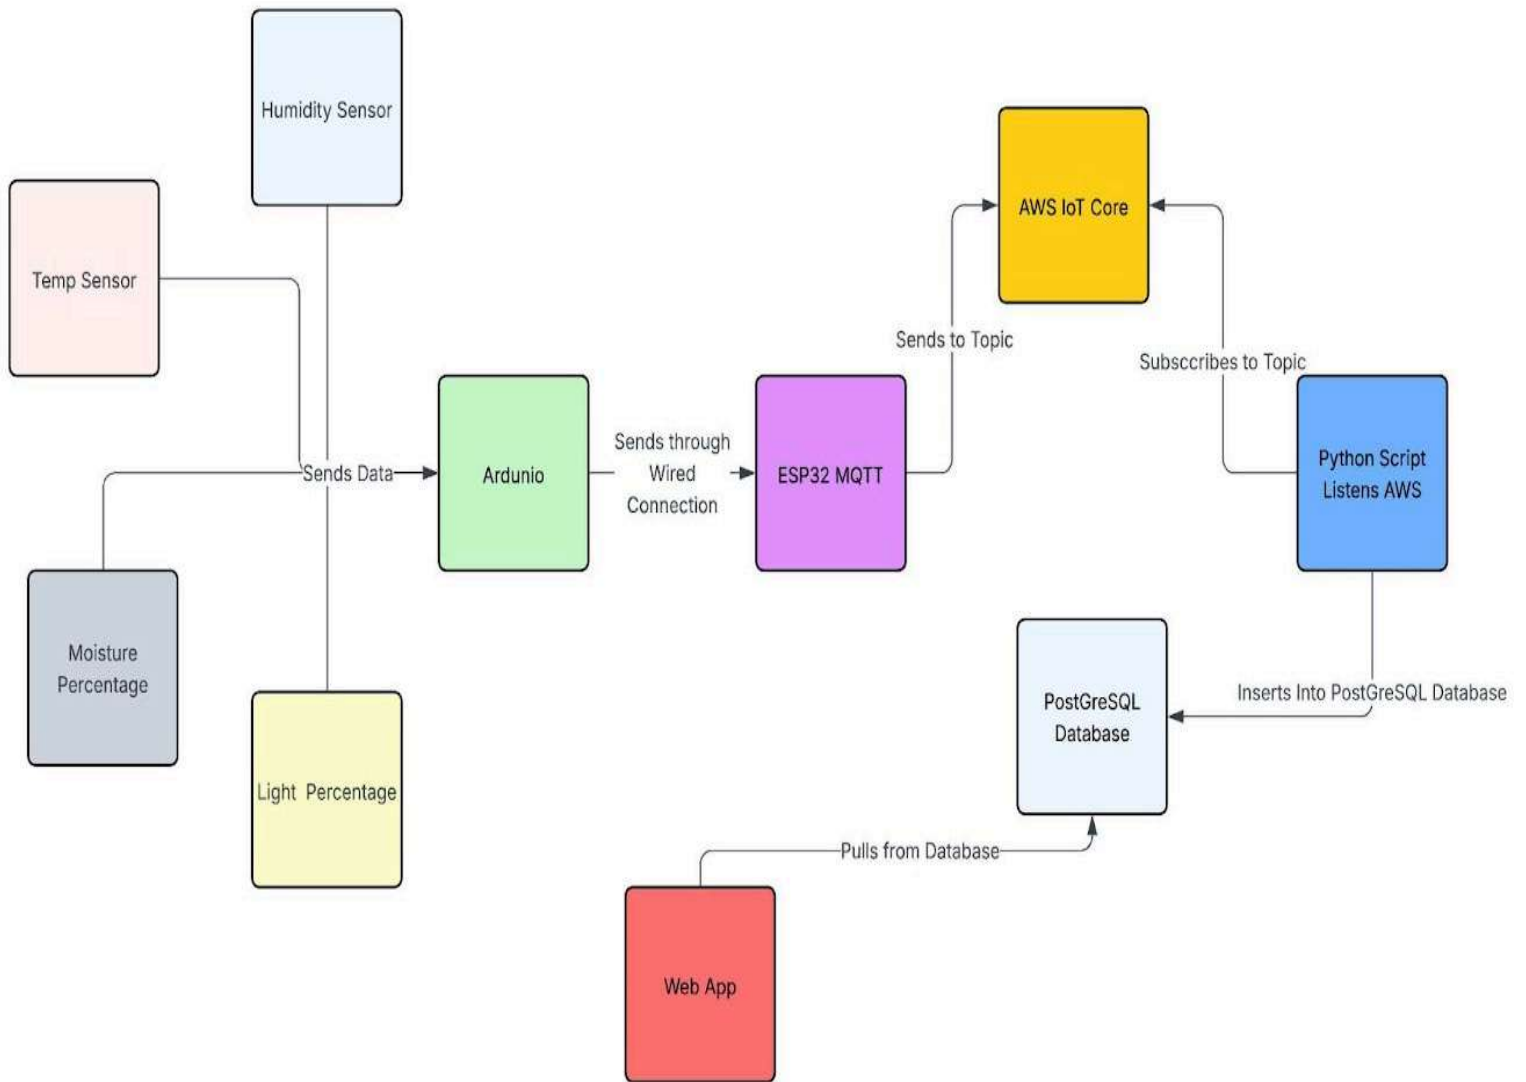 Humidity Sensor
AWS IoT Core
Temp Sensor
Sends to Topic
Subsccribes to Topic
Sends Data
Ardunio
Sends through
Wired
Connection
ESP32 MQTT
Python Script
Listens AWS
Moisture
Percentage
Inserts Into PostGreSQL Database
PostGreSQL
Database
Light  Percentage
Pulls from Database
Web App